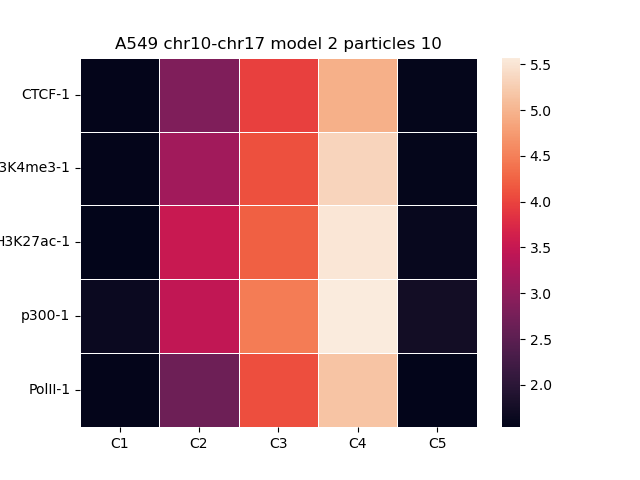 A549 chr10-chr17 model 2 particles 10
CTCF-1
3K4me3-1
H3K27ac-1
p300-1
PolII-1
C1 C2 C3 C4 C5
5.5
5.0
4.5
4.0
3.5
3.0
2.5
2.0